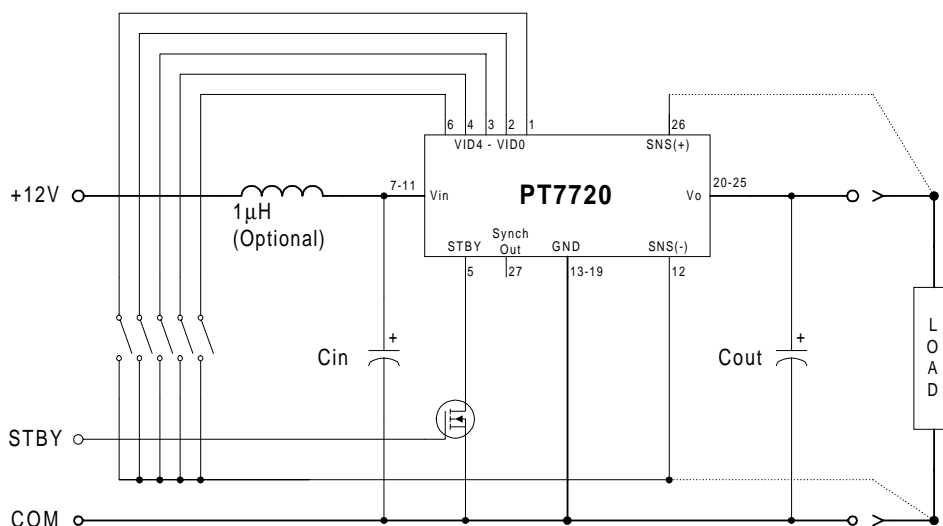 6 4 3 2 1
26
VID4 - VID0
SNS(+)
+12V
7-11
Vin
PT7720
Vo
20-25
1µH
(Optional)
STBY
Synch
Out
GND
SNS(-)
5
27
13-19
12
+
Cin
+
Cout
L
O
A
D
STBY
COM